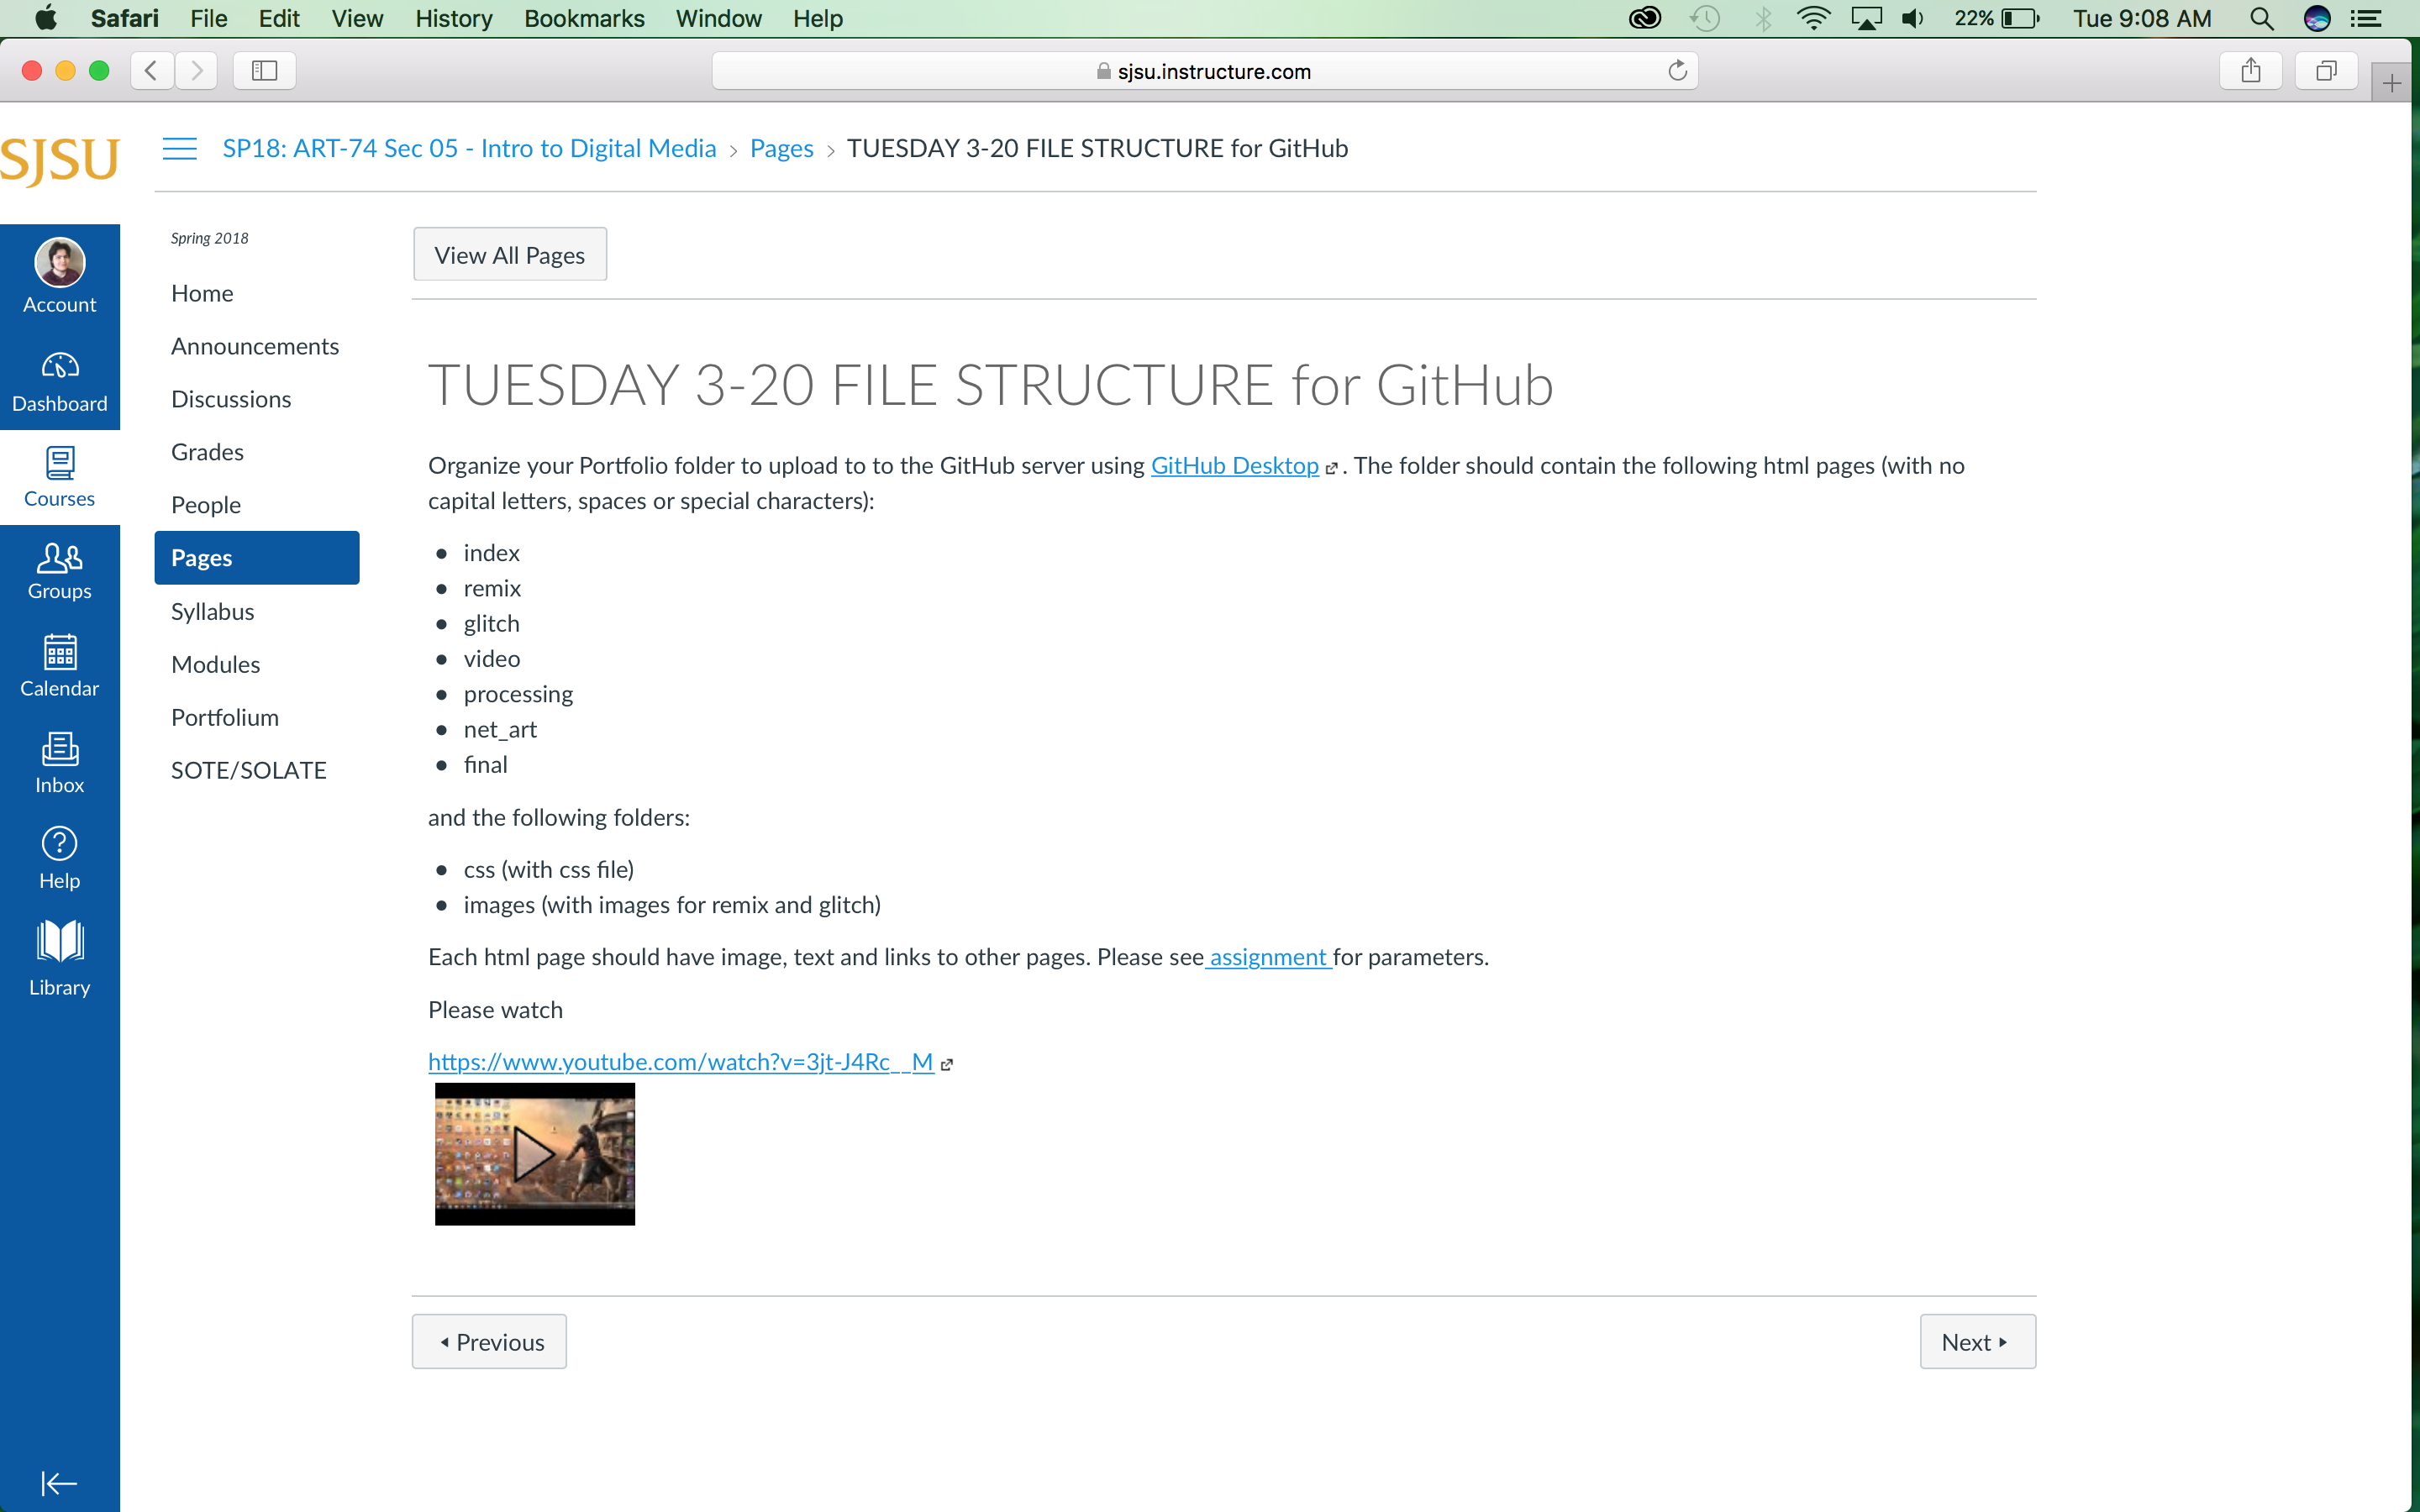 Safari File Edit View History Bookmarks Window Help 22% Tue 9:08 AM
sjsu.instructure.com
SJSU
SP18: ART-74 Sec 05 - Intro to Digital Media › Pages › TUESDAY 3-20 FILE STRUCTURE for GitHub
Account
Dashboard
Courses
Groups
Calendar
Inbox
Help
Library
Spring 2018
Home
Announcements
Discussions
Grades
People
Pages
Syllabus
Modules
Portfolium
SOTE/SOLATE
View All Pages
TUESDAY 3-20 FILE STRUCTURE for GitHub
Organize your Portfolio folder to upload to to the GitHub server using GitHub Desktop . The folder should contain the following html pages (with no
capital letters, spaces or special characters):
index
remix
glitch
video
processing
net_art
final
and the following folders:
css (with css file)
images (with images for remix and glitch)
Each html page should have image, text and links to other pages. Please see assignment for parameters.
Please watch
https://www.youtube.com/watch?v=3jt-J4Rc__M
Previous
Next